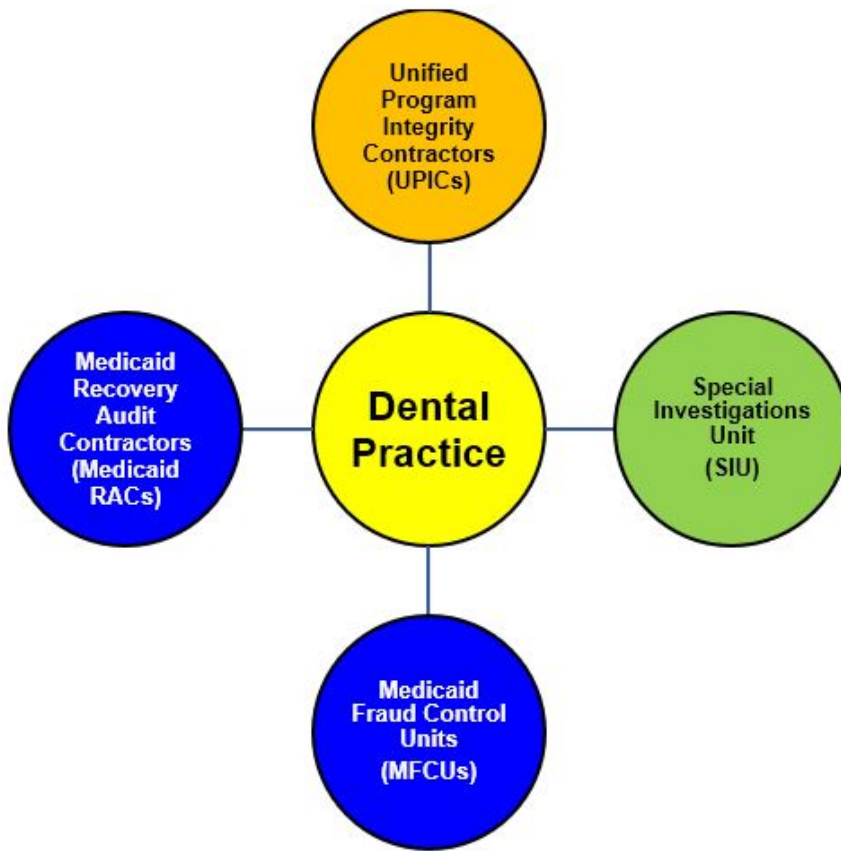 Unified
Program
Integrity
Contractors
(UPICs)
Medicaid
Recovery
Audit
Contractors
(Medicaid
RACs)
Dental
Practice
Special
Investigations
Unit
(SIU)
Medicaid
Fraud Control
Units
(MFCUs)